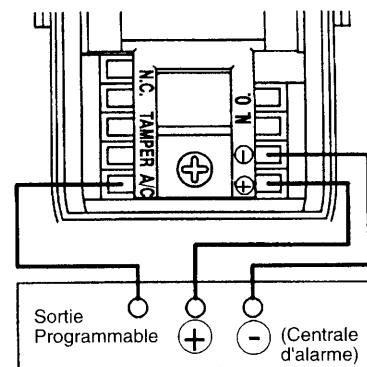 N.C. TAMPER A/C
N.O.
⊖
⊕
Sortie
Programmable
+
-
(Centrale
d'alarme)